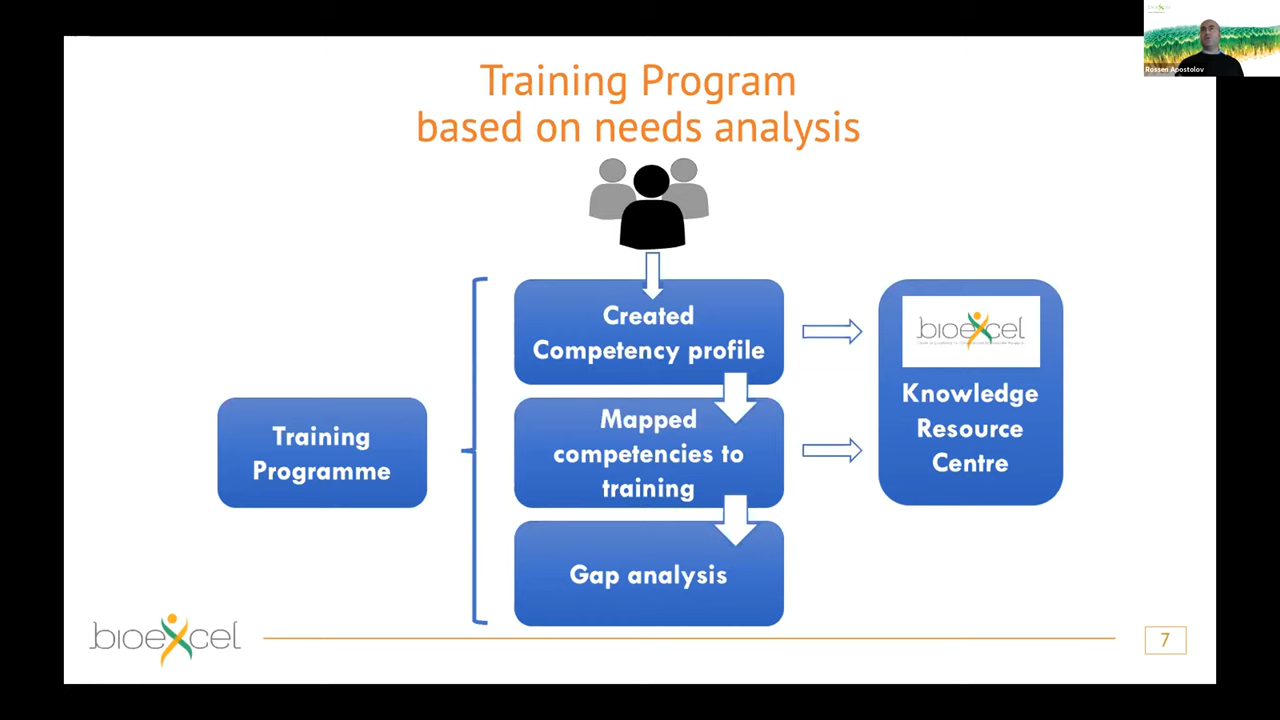 bioexcel
Rossen Apostolov
Training Program
based on needs analysis
Created
Competency profile
Mapped
competencies to
training
Gap analysis
Training
Programme
bioexcel
Knowledge
Resource
Centre
bioexcel
7